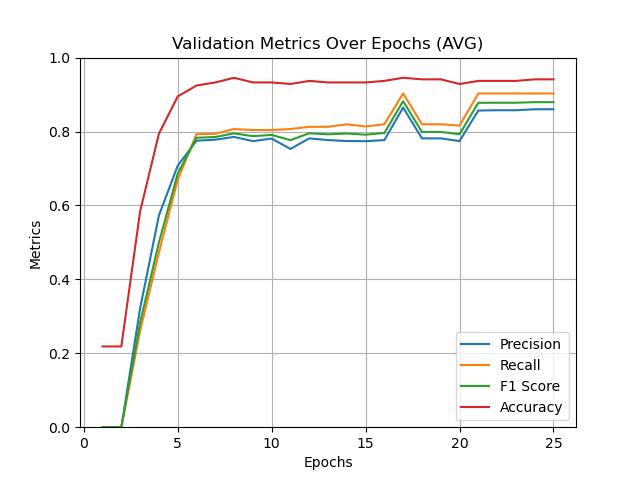 Validation Metrics Over Epochs (AVG)
1.0
0.8
0.6
0.4
0.2
0.0
Metrics
Precision
Recall
F1 Score
Accuracy
0 5 10 15 20 25
Epochs